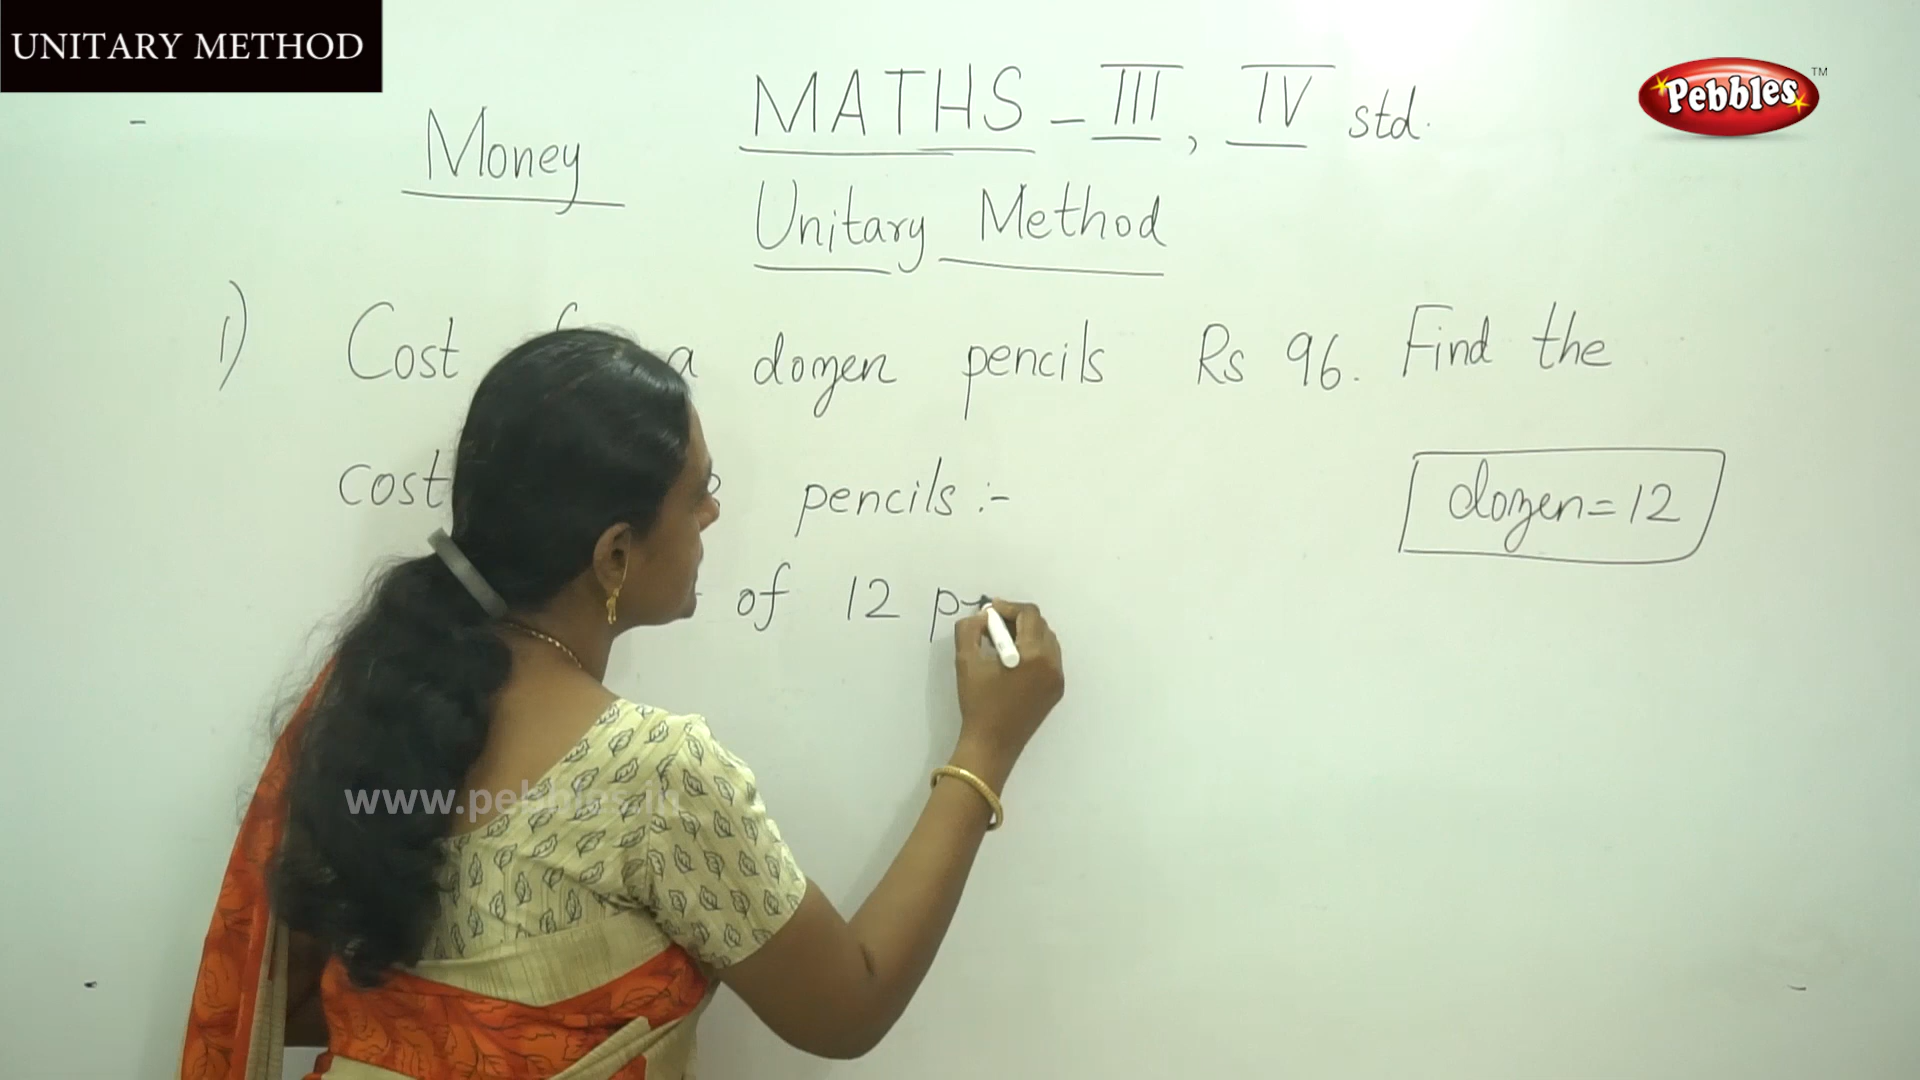 UNITARY METHOD
Pebbles TM
MATHS - III, IV std.
Money
Unitary Method
1) Cost a dozen pencils Rs 96. Find the
cost pencils :-
dozen = 12
of 12 p
www.pebbles.in